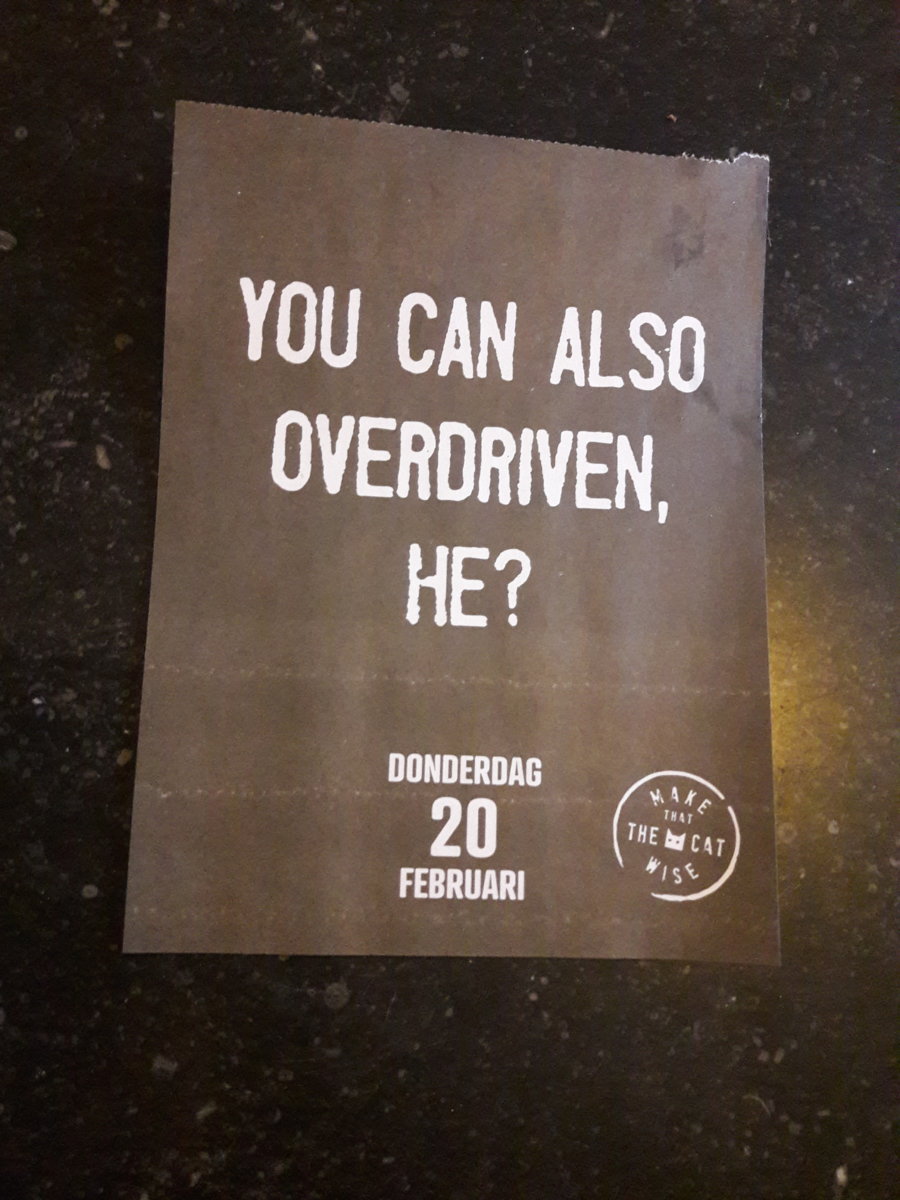 YOU CAN ALSO
OVERDRIVEN,
HE?
DONDERDAG
20
FEBRUARI
MAKE
THAT
THE CAT
WISE